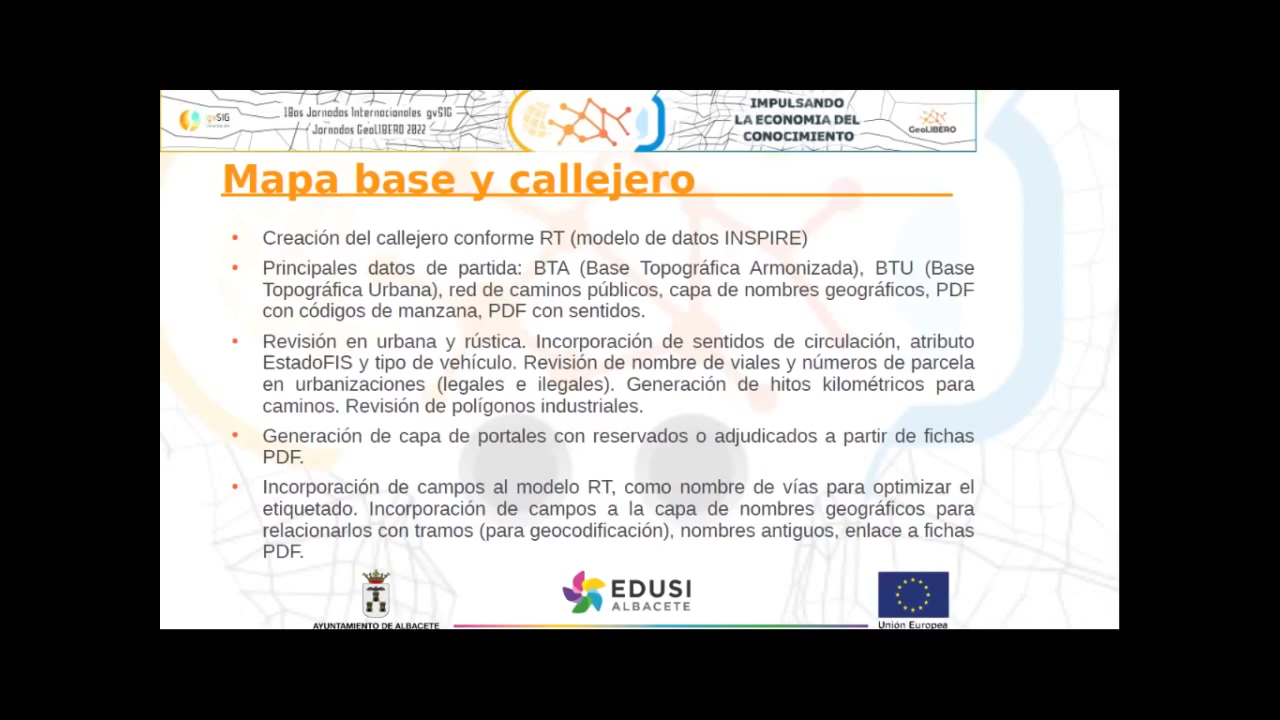 gvSIG
18as Jornadas Internacionales gvSIG
Jornadas GeoLIBERO 2022
IMPULSANDO
LA ECONOMIA DEL
CONOCIMIENTO
GeoLIBERO
Mapa base y callejero
• Creación del callejero conforme RT (modelo de datos INSPIRE)
• Principales datos de partida: BTA (Base Topográfica Armonizada), BTU (Base
Topográfica Urbana), red de caminos públicos, capa de nombres geográficos, PDF
con códigos de manzana, PDF con sentidos.
• Revisión en urbana y rústica. Incorporación de sentidos de circulación, atributo
EstadoFIS y tipo de vehículo. Revisión de nombre de viales y números de parcela
en urbanizaciones (legales e ilegales). Generación de hitos kilométricos para
caminos. Revisión de polígonos industriales.
• Generación de capa de portales con reservados o adjudicados a partir de fichas
PDF.
• Incorporación de campos al modelo RT, como nombre de vías para optimizar el
etiquetado. Incorporación de campos a la capa de nombres geográficos para
relacionarlos con tramos (para geocodificación), nombres antiguos, enlace a fichas
PDF.
AYUNTAMIENTO DE ALBACETE
EDUSI
ALBACETE
Unión Europea